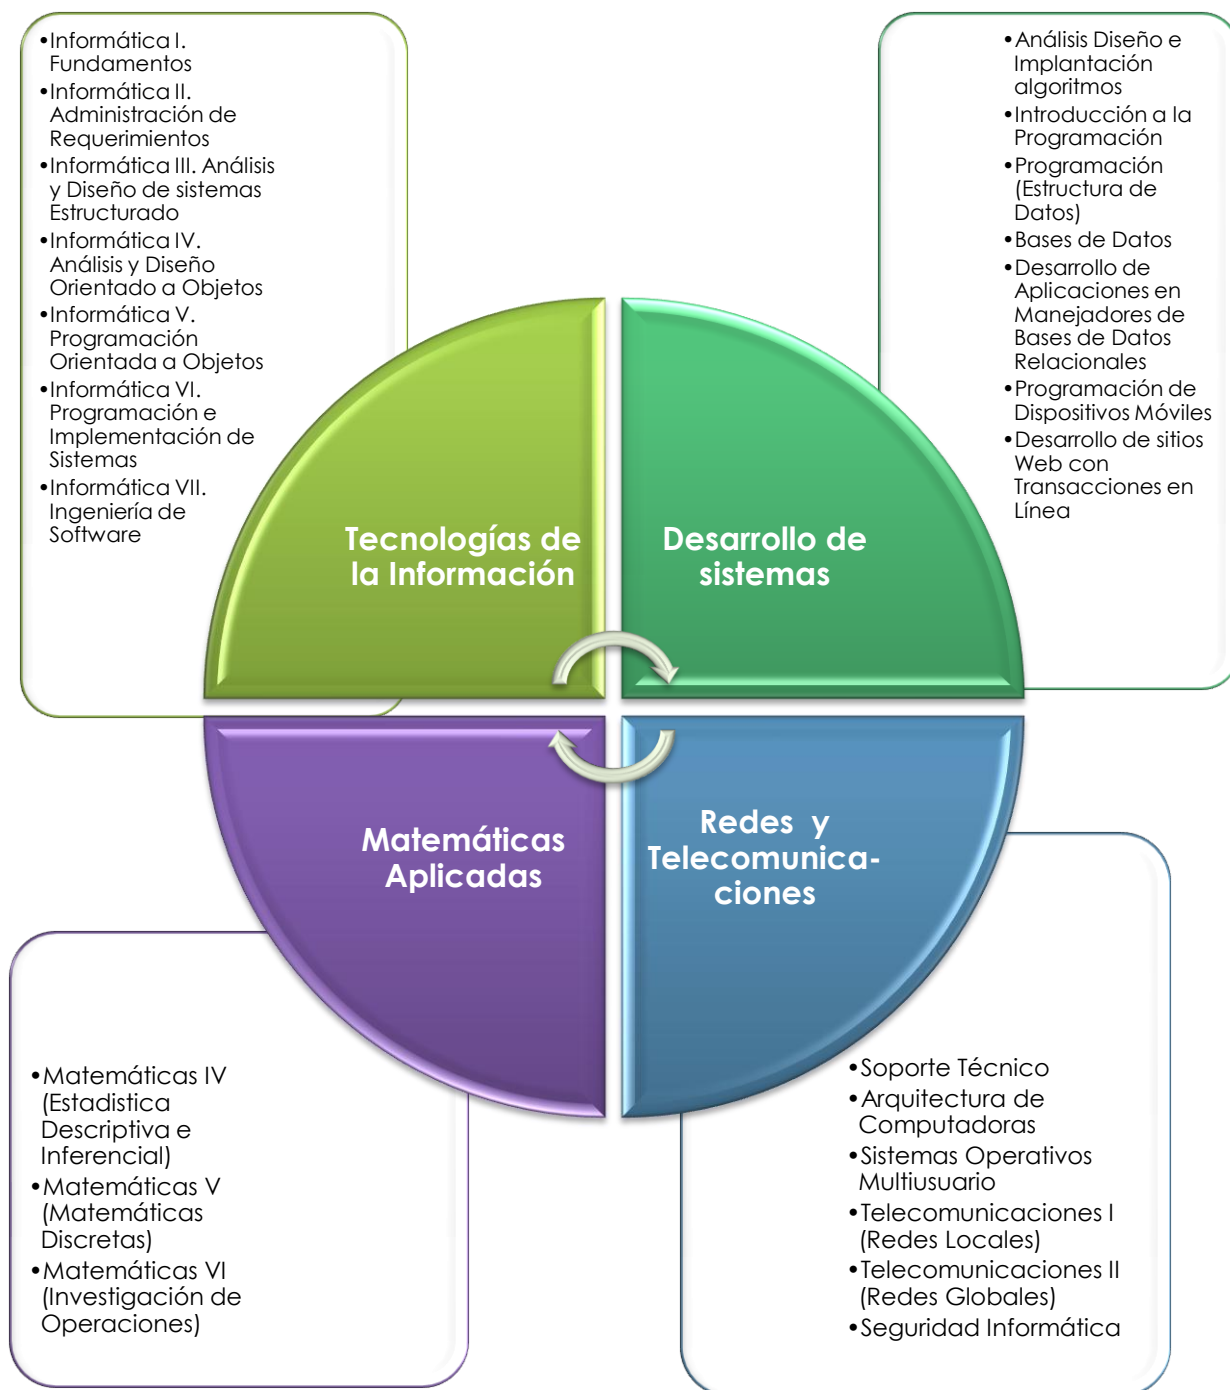 •Informática I.
Fundamentos
•Informática II.
Administración de
Requerimientos
•Informática III. Análisis
y Diseño de sistemas
Estructurado
•Informática IV.
Análisis y Diseño
Orientado a Objetos
•Informática V.
Programación
Orientada a Objetos
•Informática VI.
Programación e
Implementación de
Sistemas
•Informática VII.
Ingeniería de
Software
•Análisis Diseño e
Implantación
algoritmos
•Introducción a la
Programación
•Programación
(Estructura de
Datos)
•Bases de Datos
•Desarrollo de
Aplicaciones en
Manejadores de
Bases de Datos
Relacionales
•Programación de
Dispositivos Móviles
•Desarrollo de sitios
Web con
Transacciones en
Línea
Tecnologías de
la Información
Desarrollo de
sistemas
Matemáticas
Aplicadas
Redes y
Telecomunica-
ciones
•Matemáticas IV
(Estadistica
Descriptiva e
Inferencial)
•Matemáticas V
(Matemáticas
Discretas)
•Matemáticas VI
(Investigación de
Operaciones)
•Soporte Técnico
•Arquitectura de
Computadoras
•Sistemas Operativos
Multiusuario
•Telecomunicaciones I
(Redes Locales)
•Telecomunicaciones II
(Redes Globales)
•Seguridad Informática